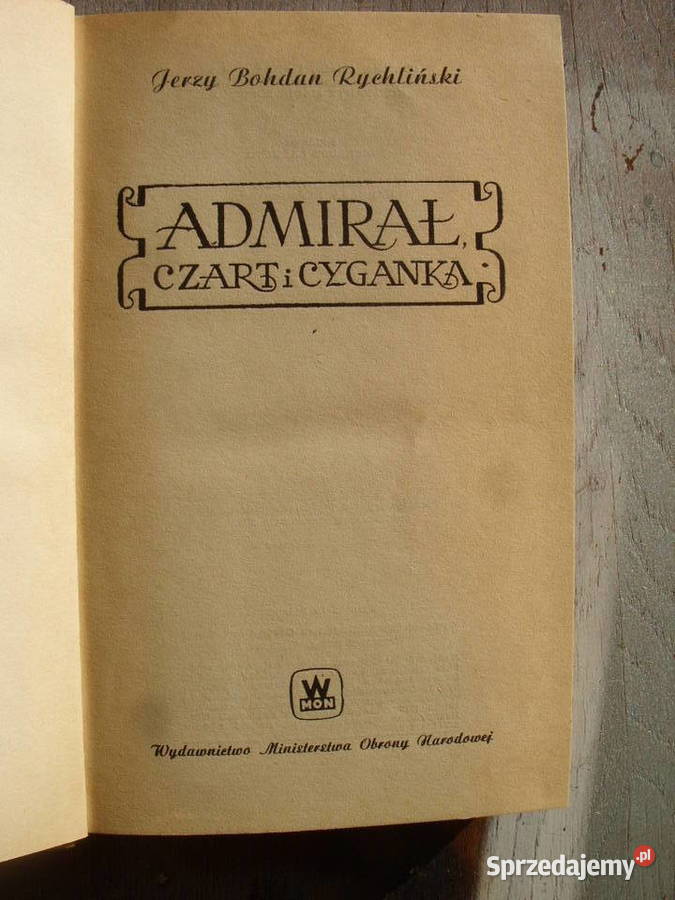 Jerzy Bohdan Rychliński
ADMIRAŁ,
CZART i CYGANKA
W
MON
Wydawnictwo Ministerstwa Obrony Narodowej
Sprzedajemy.pl